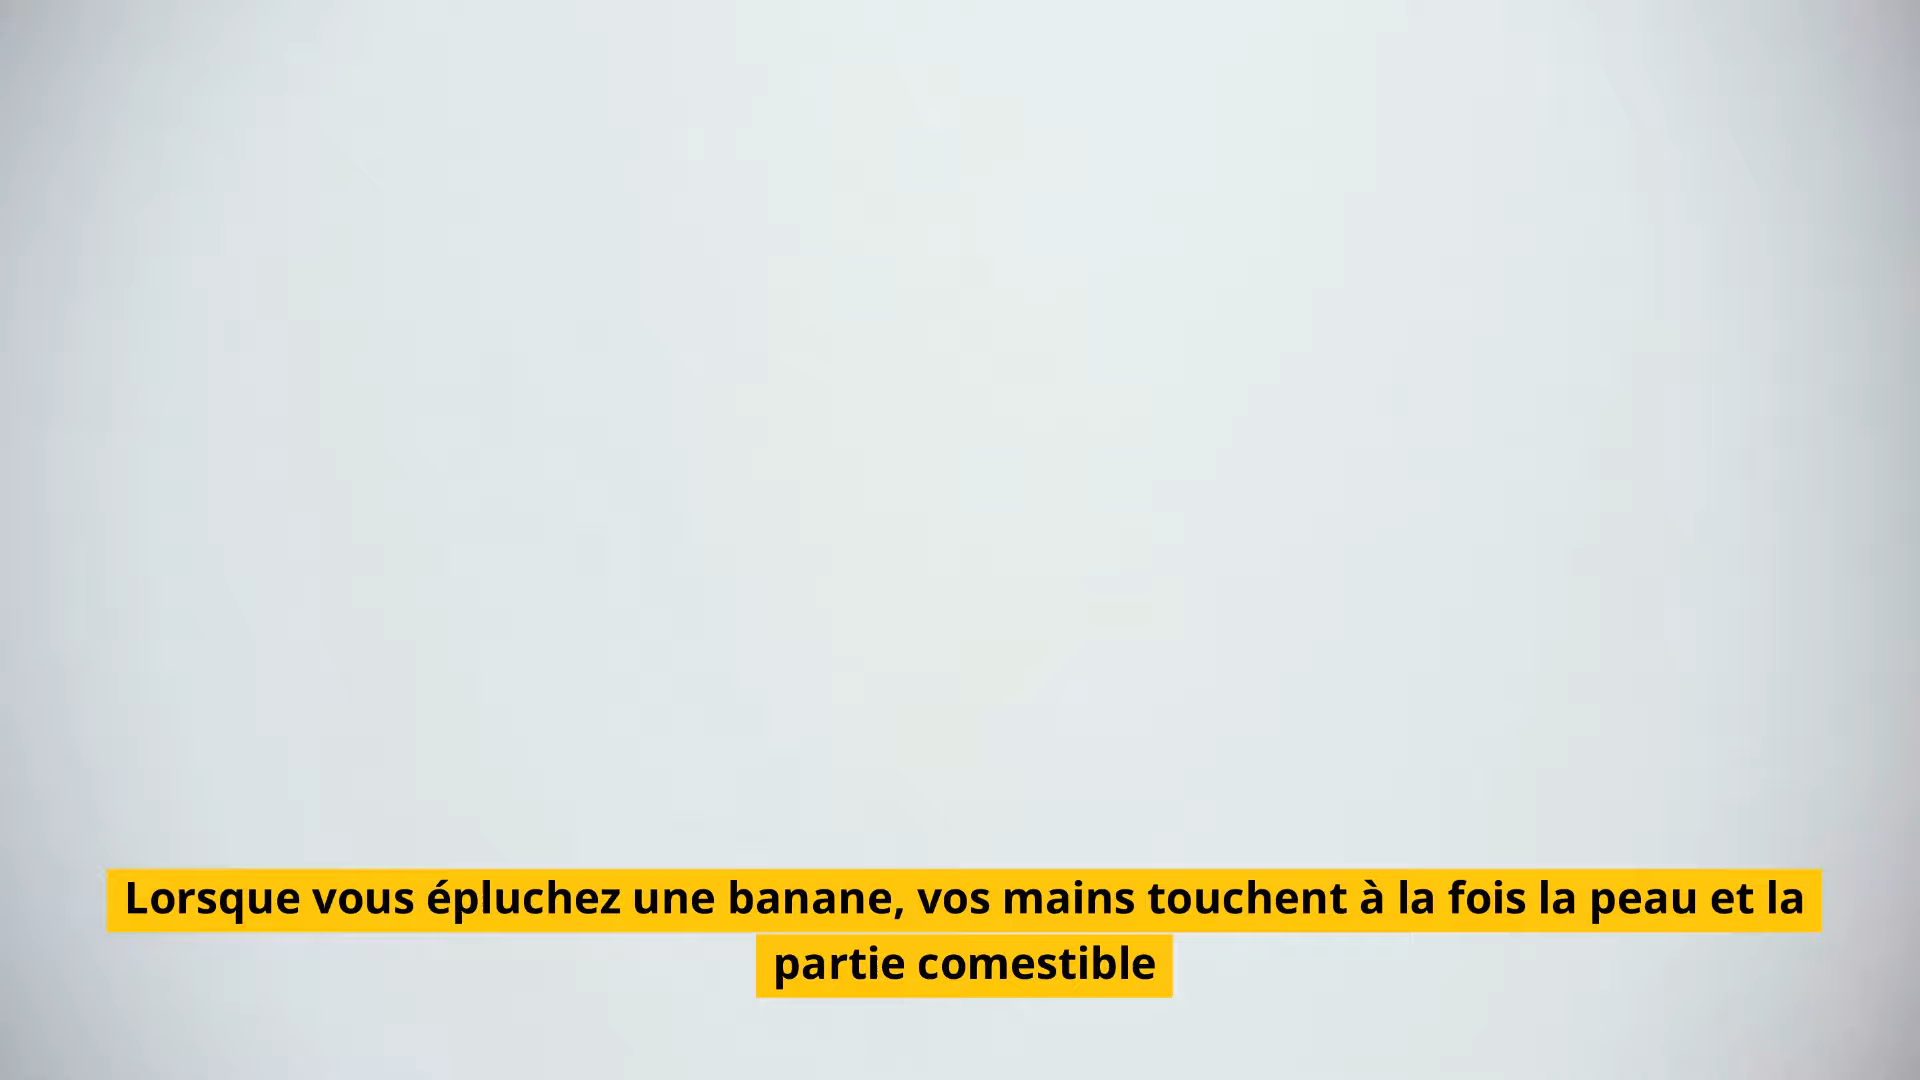 Lorsque vous épluchez une banane, vos mains touchent à la fois la peau et la
partie comestible